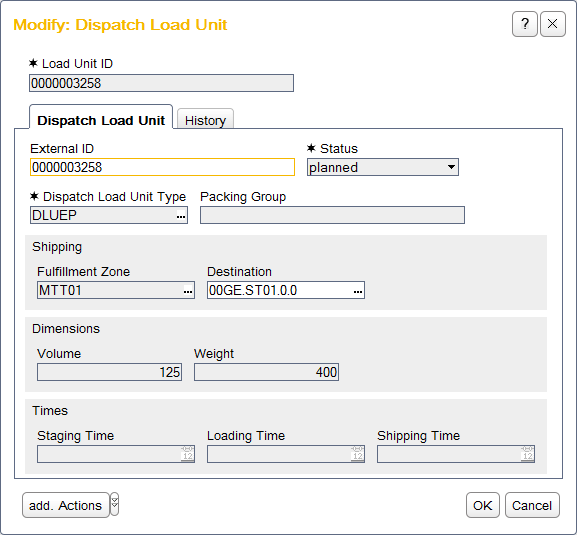 Modify: Dispatch Load Unit
?
✶ Load Unit ID
0000003258
Dispatch Load Unit
History
External ID
✶ Status
0000003258
planned
✶ Dispatch Load Unit Type
Packing Group
DLUEP ...
Shipping
Fulfillment Zone
Destination
MTT01 ...
00GE.ST01.0.0 ...
Dimensions
Volume
Weight
125
400
Times
Staging Time
Loading Time
Shipping Time
12
12
12
add. Actions
OK
Cancel